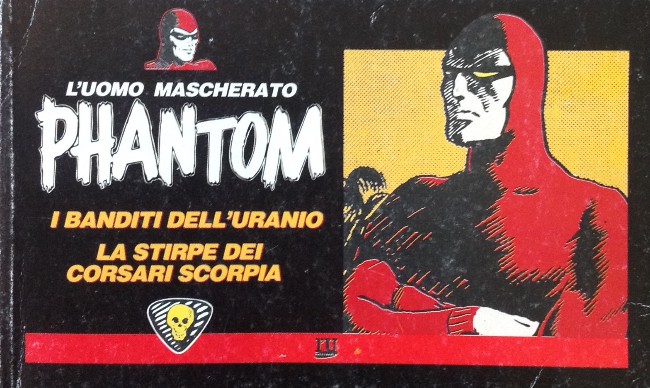 L'UOMO MASCHERATO
PHANTOM
I BANDITI DELL'URANIO
LA STIRPE DEI
CORSARI SCORPIA